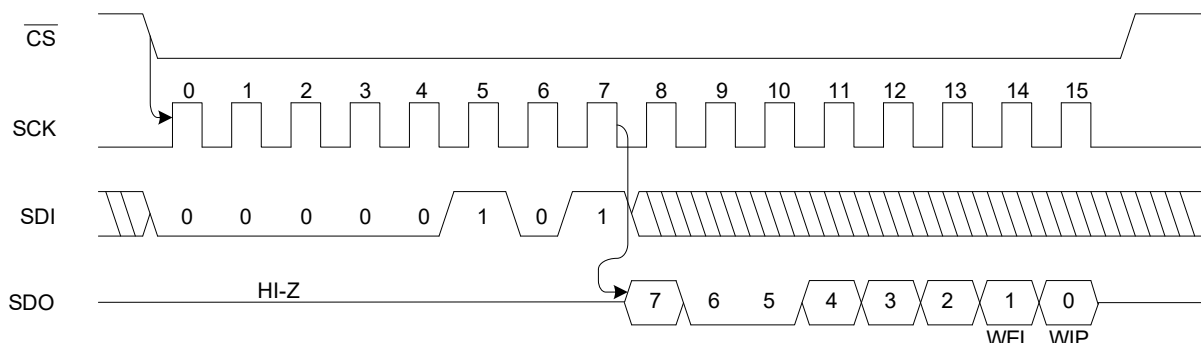 CS
0 1 2 3 4 5 6 7 8 9 10 11 12 13 14 15
SCK
SDI 0 0 0 0 0 1 0 1
HI-Z
SDO 7 6 5 4 3 2 1 0
WEL WIP